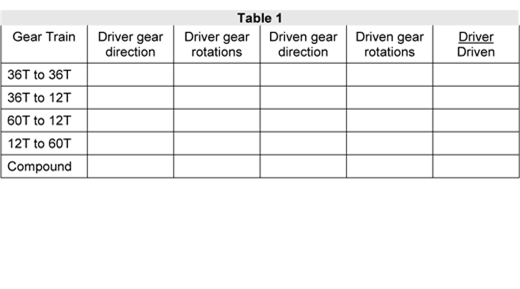 Table 1
Gear Train Driver gear direction Driver gear rotations Driven gear direction Driven gear rotations Driver Driven
36T to 36T
36T to 12T
60T to 12T
12T to 60T
Compound